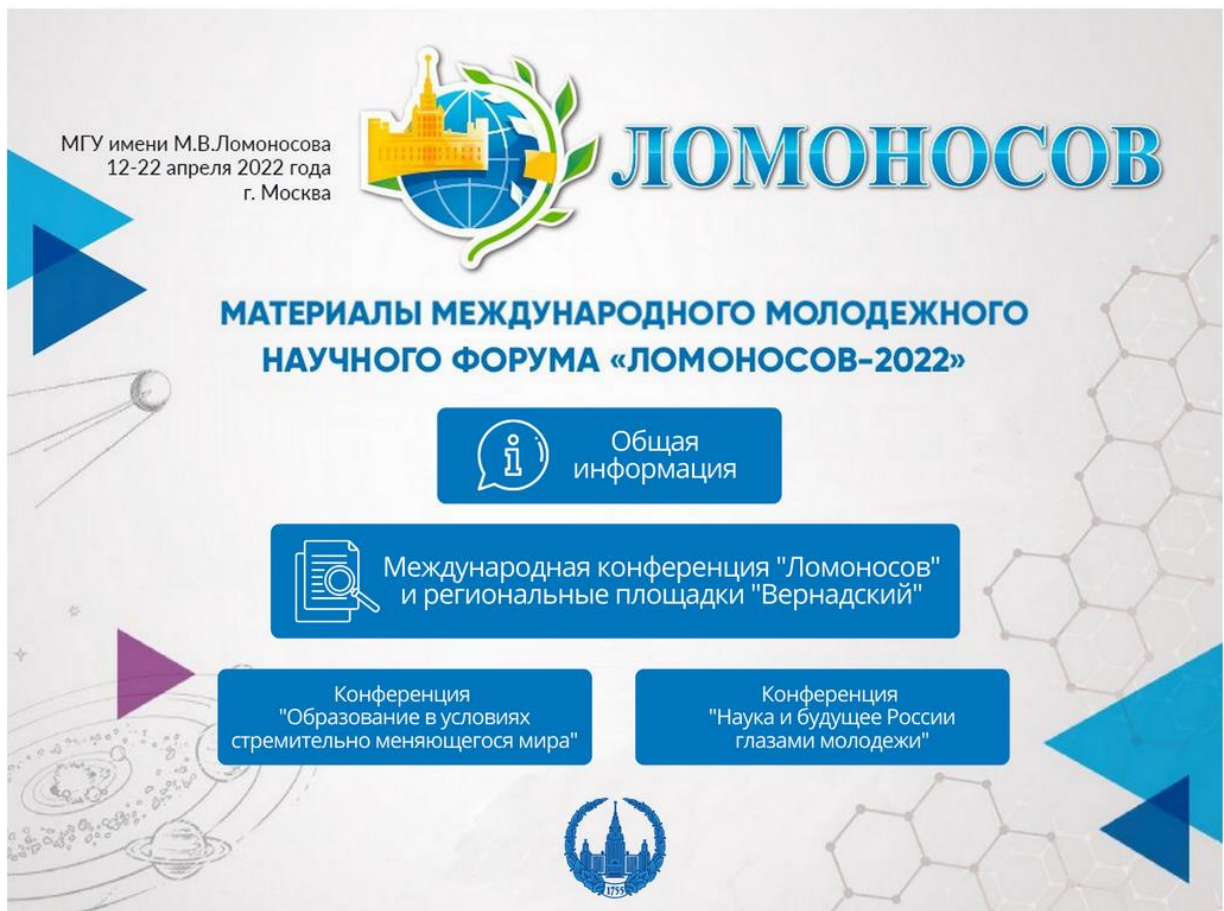 МГУ имени М.В.Ломоносова
12-22 апреля 2022 года
г. Москва
ЛОМОНОСОВ
МАТЕРИАЛЫ МЕЖДУНАРОДНОГО МОЛОДЕЖНОГО
НАУЧНОГО ФОРУМА «ЛОМОНОСОВ-2022»
Общая
информация
Международная конференция "Ломоносов"
и региональные площадки "Вернадский"
Конференция
"Образование в условиях
стремительно меняющегося мира"
Конференция
"Наука и будущее России
глазами молодежи"
1755